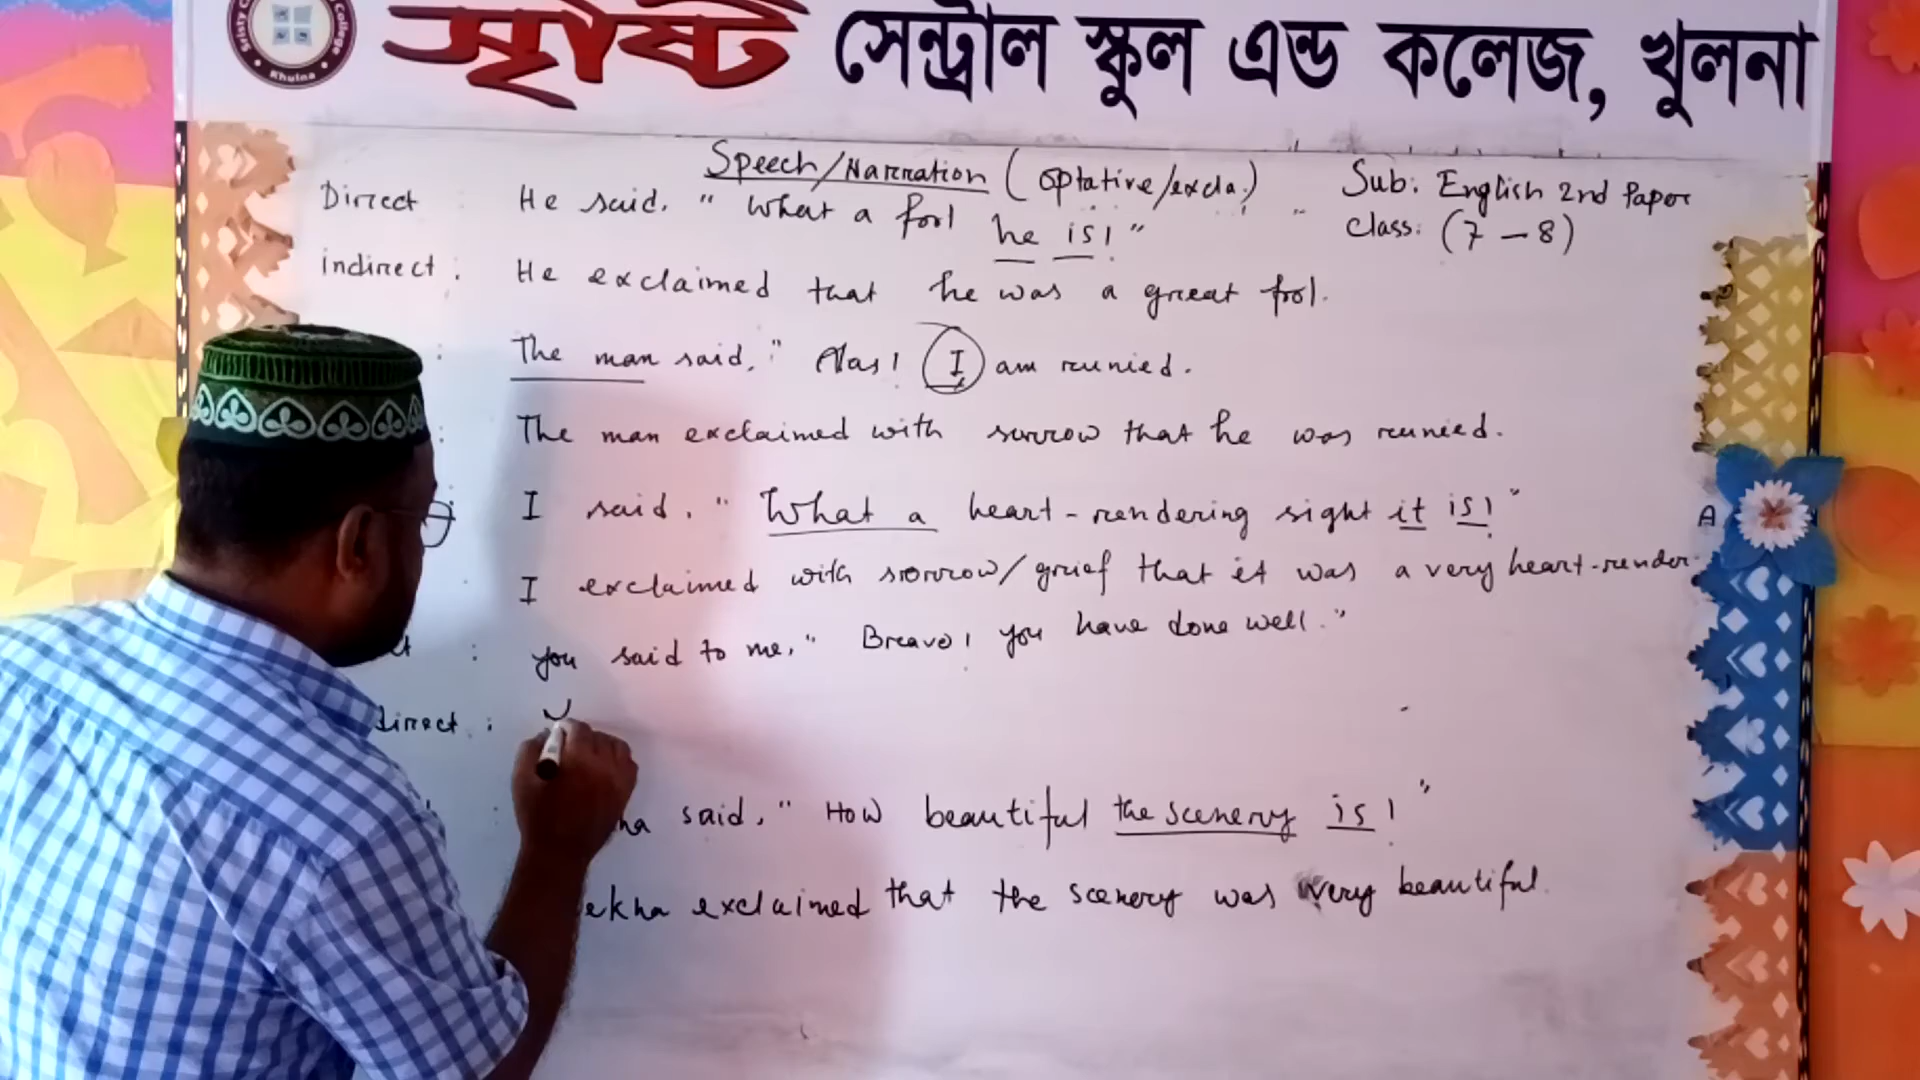 সৃষ্টি সেন্ট্রাল স্কুল এন্ড কলেজ, খুলনা
Khulna
Speech/Narration (Optative/excla.)
Sub: English 2nd Paper
Class: (7 – 8)
Direct He said, " What a fool he is! "
indirect : He exclaimed that he was a great fool.
: The man said, " Alas! I am runied.
: The man exclaimed with sorrow that he was runied.
: I said, " What a heart-rendering sight it is! "
A
: I exclaimed with sorrow/grief that it was a very heart-render
: you said to me, " Bravo! you have done well. "
direct :
: said, " How beautiful the scenery is! "
ekha exclaimed that the scenery was very beautiful.